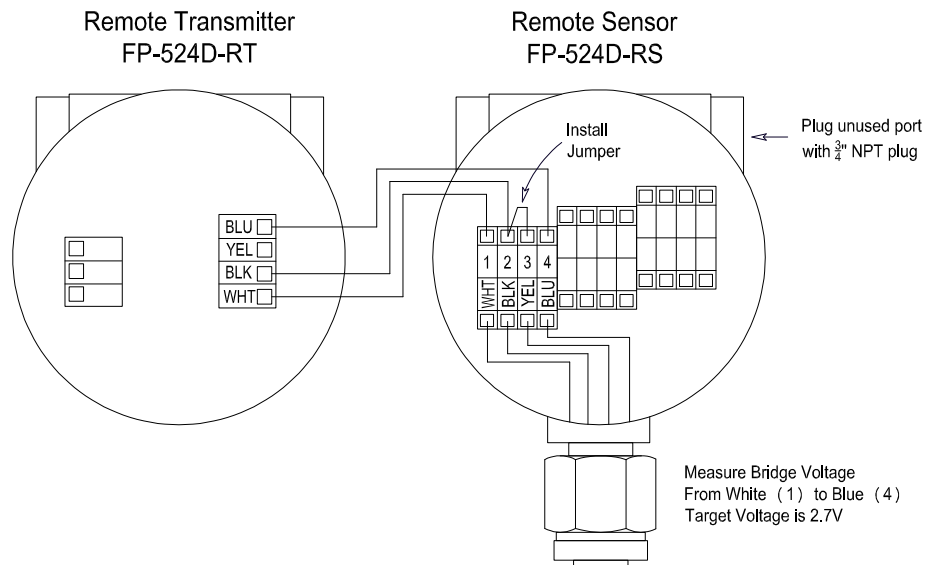 Remote Transmitter
FP-524D-RT
Remote Sensor
FP-524D-RS
Install
Jumper
Plug unused port
with ¾" NPT plug
BLU
YEL
BLK
WHT
1 2 3 4
WHT
BLK
YEL
BLU
Measure Bridge Voltage
From White (1) to Blue (4)
Target Voltage is 2.7V